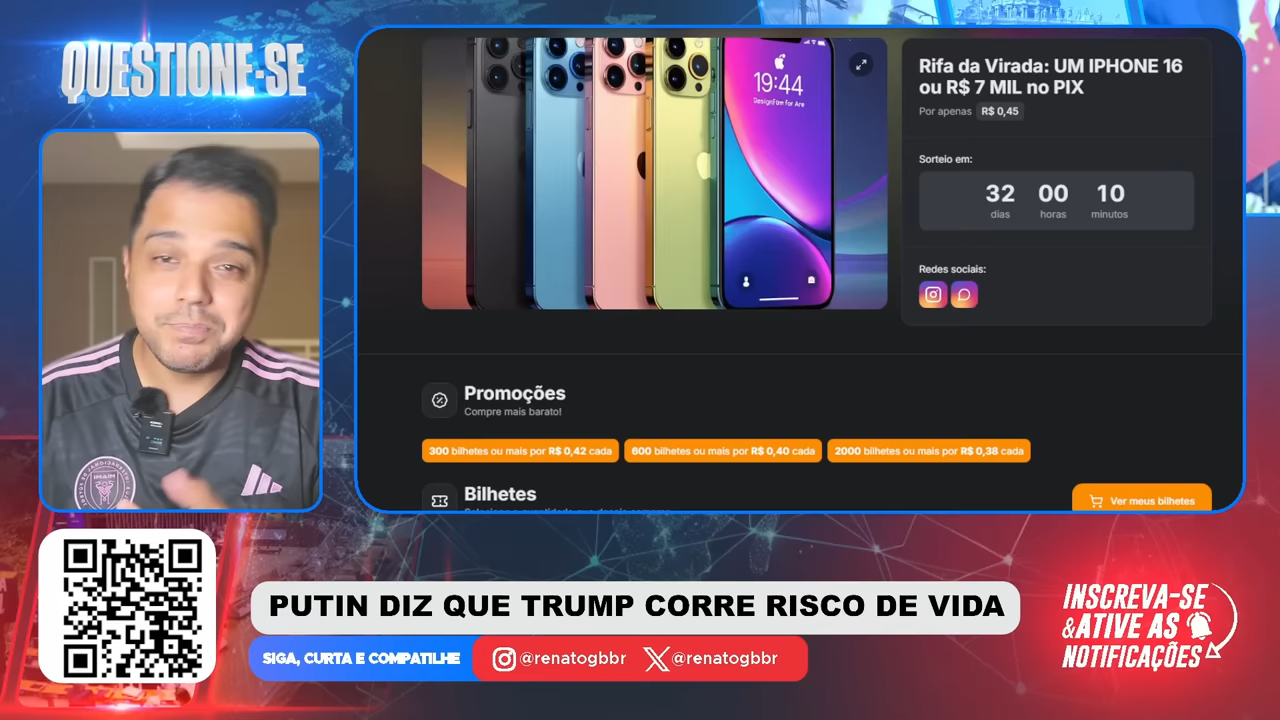 QUESTIONE-SE
19:44
DesignFirm for Are
Rifa da Virada: UM IPHONE 16
ou R$ 7 MIL no PIX
Por apenas R$ 0,45
Sorteio em:
32 00 10
dias horas minutos
Redes sociais:
Promoções
Compre mais barato!
300 bilhetes ou mais por R$ 0,42 cada
600 bilhetes ou mais por R$ 0,40 cada
2000 bilhetes ou mais por R$ 0,38 cada
Bilhetes
Ver meus bilhetes
PUTIN DIZ QUE TRUMP CORRE RISCO DE VIDA
SIGA, CURTA E COMPATILHE
@renatogbbr
@renatogbbr
INSCREVA-SE
&ATIVE AS
NOTIFICAÇÕES